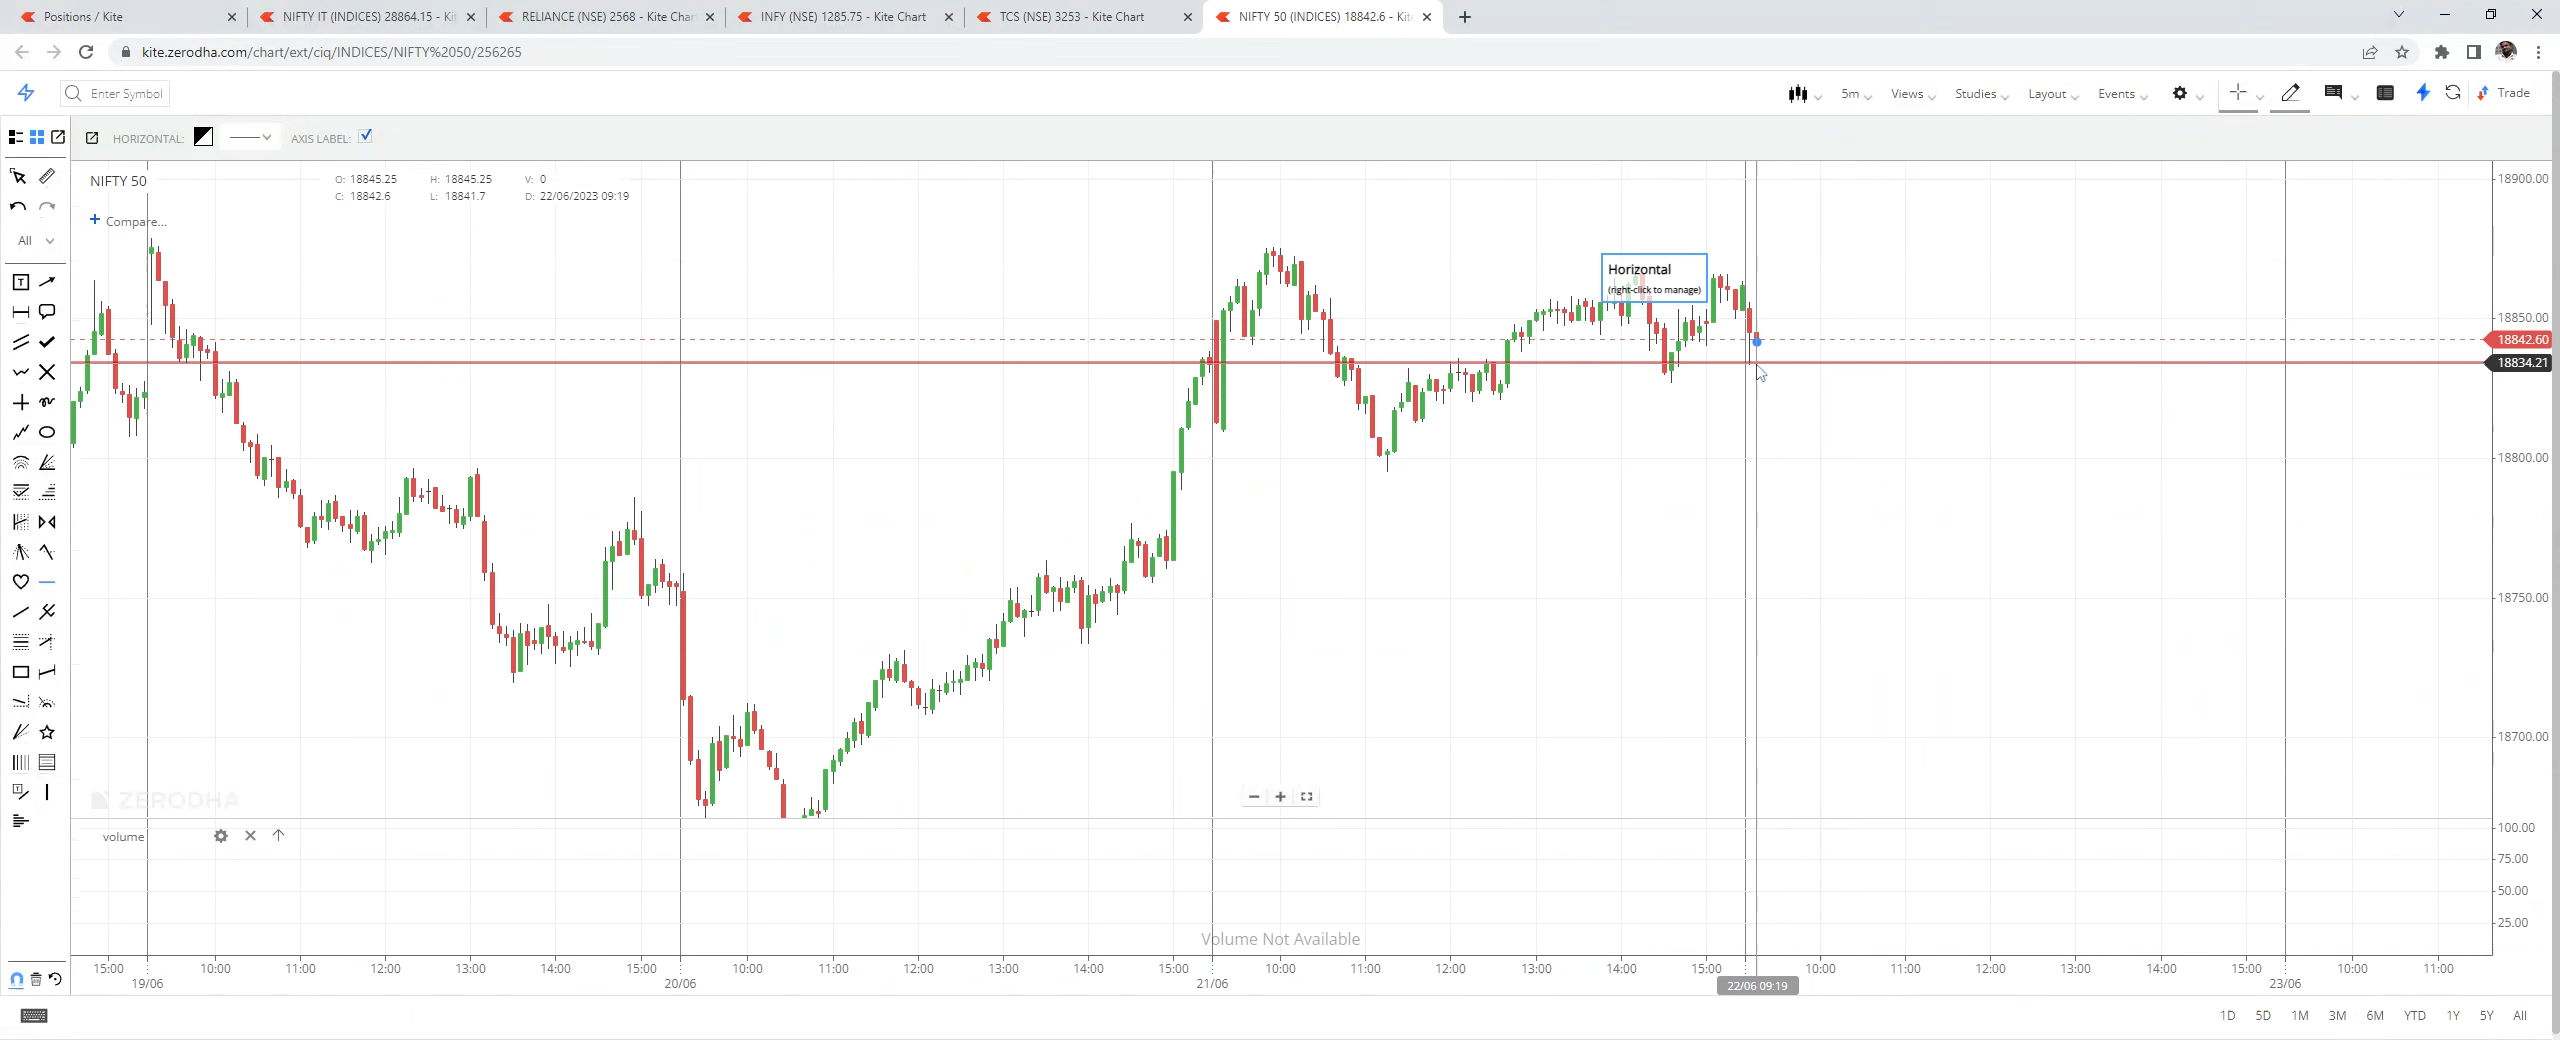 Positions / Kite
NIFTY IT (INDICES) 28864.15 - Kit
RELIANCE (NSE) 2568 - Kite Char
INFY (NSE) 1285.75 - Kite Chart
TCS (NSE) 3253 - Kite Chart
NIFTY 50 (INDICES) 18842.6 - Kit
kite.zerodha.com/chart/ext/ciq/INDICES/NIFTY%2050/256265
Enter Symbol
5m
Views
Studies
Layout
Events
Trade
HORIZONTAL:
AXIS LABEL:
NIFTY 50
O: 18845.25 H: 18845.25 V: 0
C: 18842.6 L: 18841.7 D: 22/06/2023 09:19
Compare...
All
Horizontal
(right-click to manage)
18900.00
18850.00
18842.60
18834.21
18800.00
18750.00
18700.00
ZERODHA
volume
100.00
75.00
50.00
25.00
Volume Not Available
15:00 10:00 11:00 12:00 13:00 14:00 15:00 10:00 11:00 12:00 13:00 14:00 15:00 10:00 11:00 12:00 13:00 14:00 15:00 10:00 11:00 12:00 13:00 14:00 15:00 10:00 11:00
19/06 20/06 21/06 22/06 09:19 23/06
1D 5D 1M 3M 6M YTD 1Y 5Y All